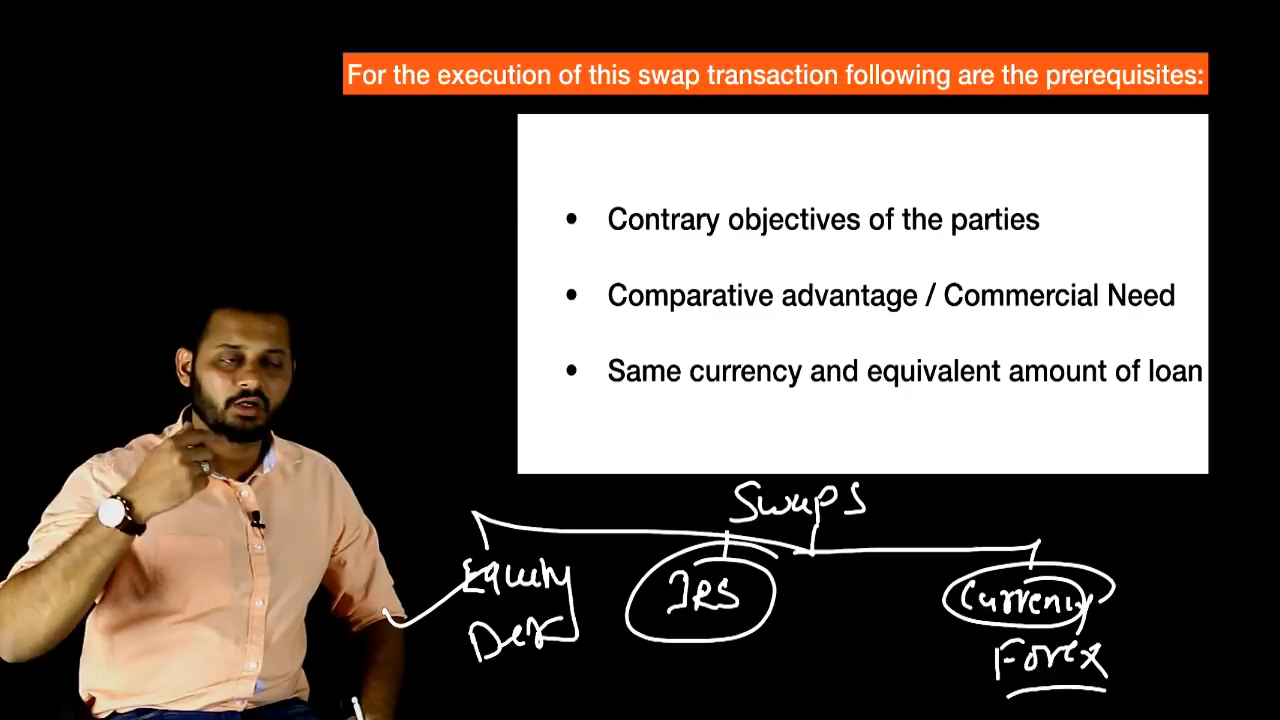 For the execution of this swap transaction following are the prerequisites:
• Contrary objectives of the parties
• Comparative advantage / Commercial Need
• Same currency and equivalent amount of loan
Swaps
Equity IRS Currency
Forex